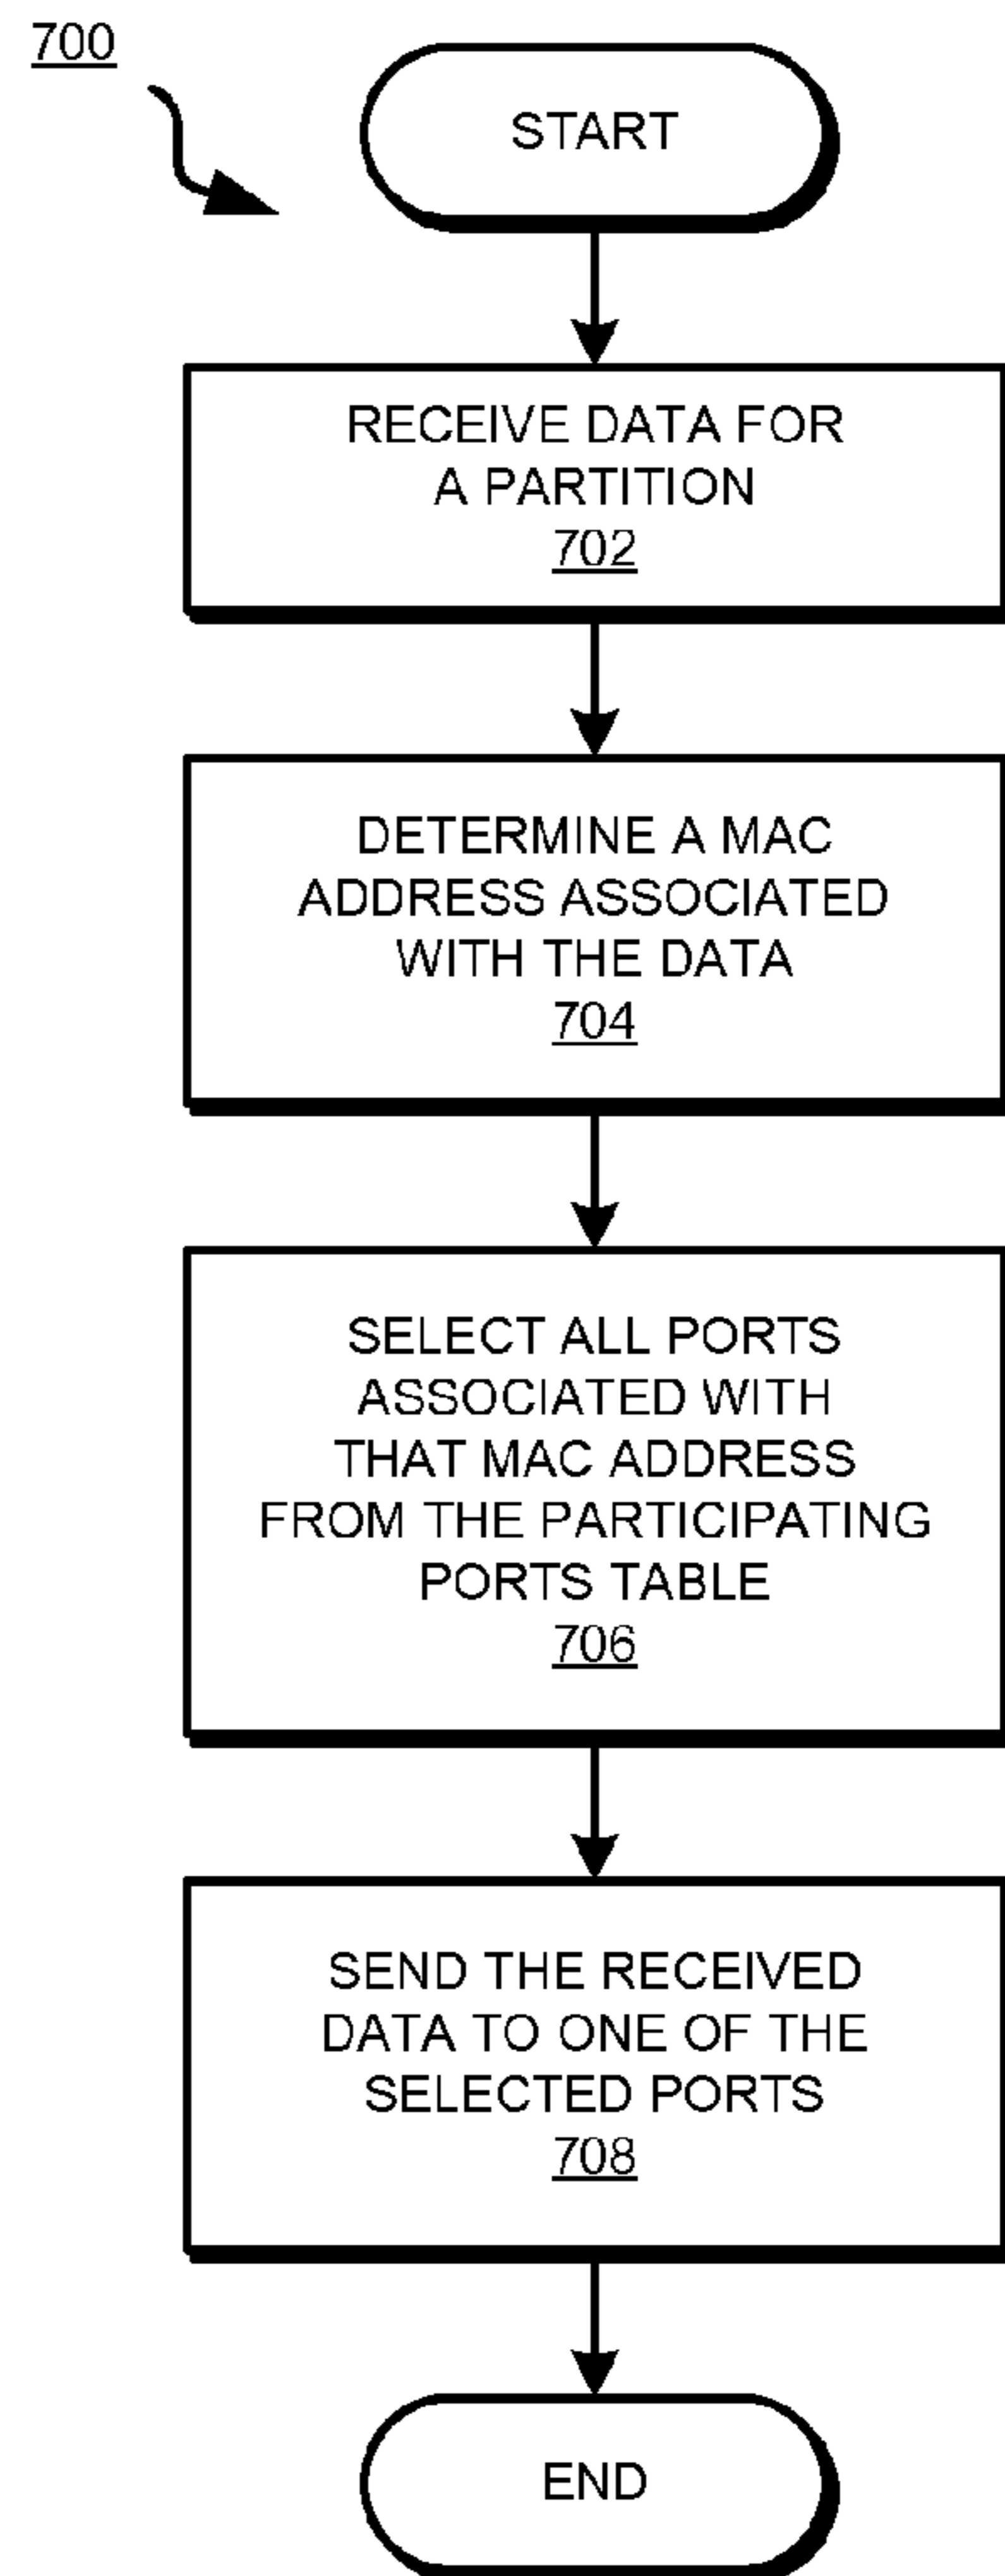 700
START
RECEIVE DATA FOR
A PARTITION
702
DETERMINE A MAC
ADDRESS ASSOCIATED
WITH THE DATA
704
SELECT ALL PORTS
ASSOCIATED WITH
THAT MAC ADDRESS
FROM THE PARTICIPATING
PORTS TABLE
706
SEND THE RECEIVED
DATA TO ONE OF THE
SELECTED PORTS
708
END